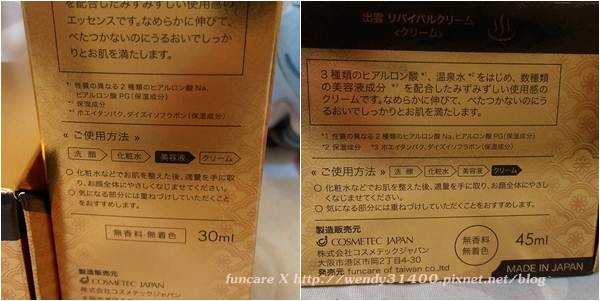 を配合したみずみずしい使用感の
エッセンスです。なめらかに伸びて、べ
たつかないのにうるおいでしっか
りとお肌を満たします。
*¹ 性質の異なる2種のヒアルロン酸Na、
ヒアルロン酸PG(保湿成分)
*² 保湿成分
*³ ホエイタンパク、ダイズイソフラボン(保湿成分)
≪ご使用方法≫
洗顔 化粧水 美容液 クリーム
○ 化粧水などでお肌を整えた後、適量を手に取
り、お顔全体にやさしくなじませてください。
○ 気になる部分には重ねづけしていただくこと
をおすすめします。
無香料・無着色 30ml
製造販売元
COSMETEC JAPAN
株式会社コスメテックジャパン
大阪市港区市岡2丁目
出雲 リバイバルクリーム
<クリーム>
3種類のヒアルロン酸*¹、温泉水*²をはじめ、数種類
の美容液成分*³を配合したみずみずしい使用感の
クリームです。なめらかに伸びて、べたつかないのにう
るおいでしっかりとお肌を満たします。
*¹ 性質の異なる2種のヒアルロン酸Na、ヒアルロン酸PG(保湿成分)
*² 保湿成分 *³ ホエイタンパク、ダイズイソフラボン(保湿成分)
≪ご使用方法≫
洗顔 化粧水 美容液 クリーム
○ 化粧水などでお肌を整えた後、適量を手に取り、
お顔全体にやさしくなじませてください。
○ 気になる部分には重ねづけしていただくことを
おすすめします。
製造販売元
COSMETEC JAPAN
株式会社コスメテックジャパン
大阪市港区市岡2丁目4-30
発売元 funcare of taiwan co.,ltd
無香料
無着色
45ml
MADE IN JAPAN
funcare X http://wendy31400.pixnet.net/blog